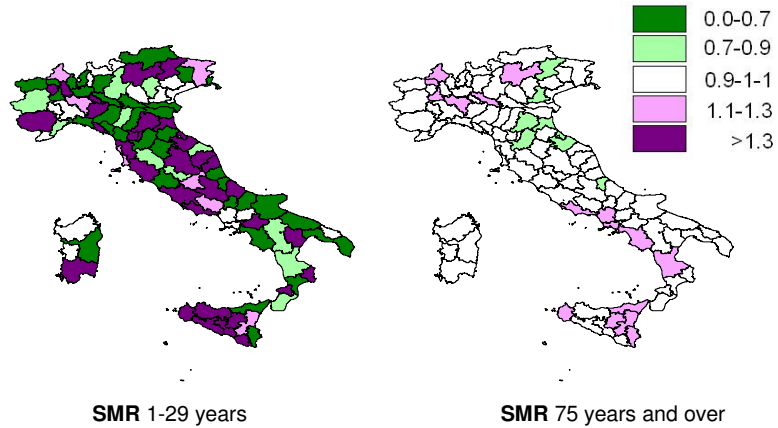 0.0-0.7
0.7-0.9
0.9-1-1
1.1-1.3
>1.3
SMR 1-29 years
SMR 75 years and over